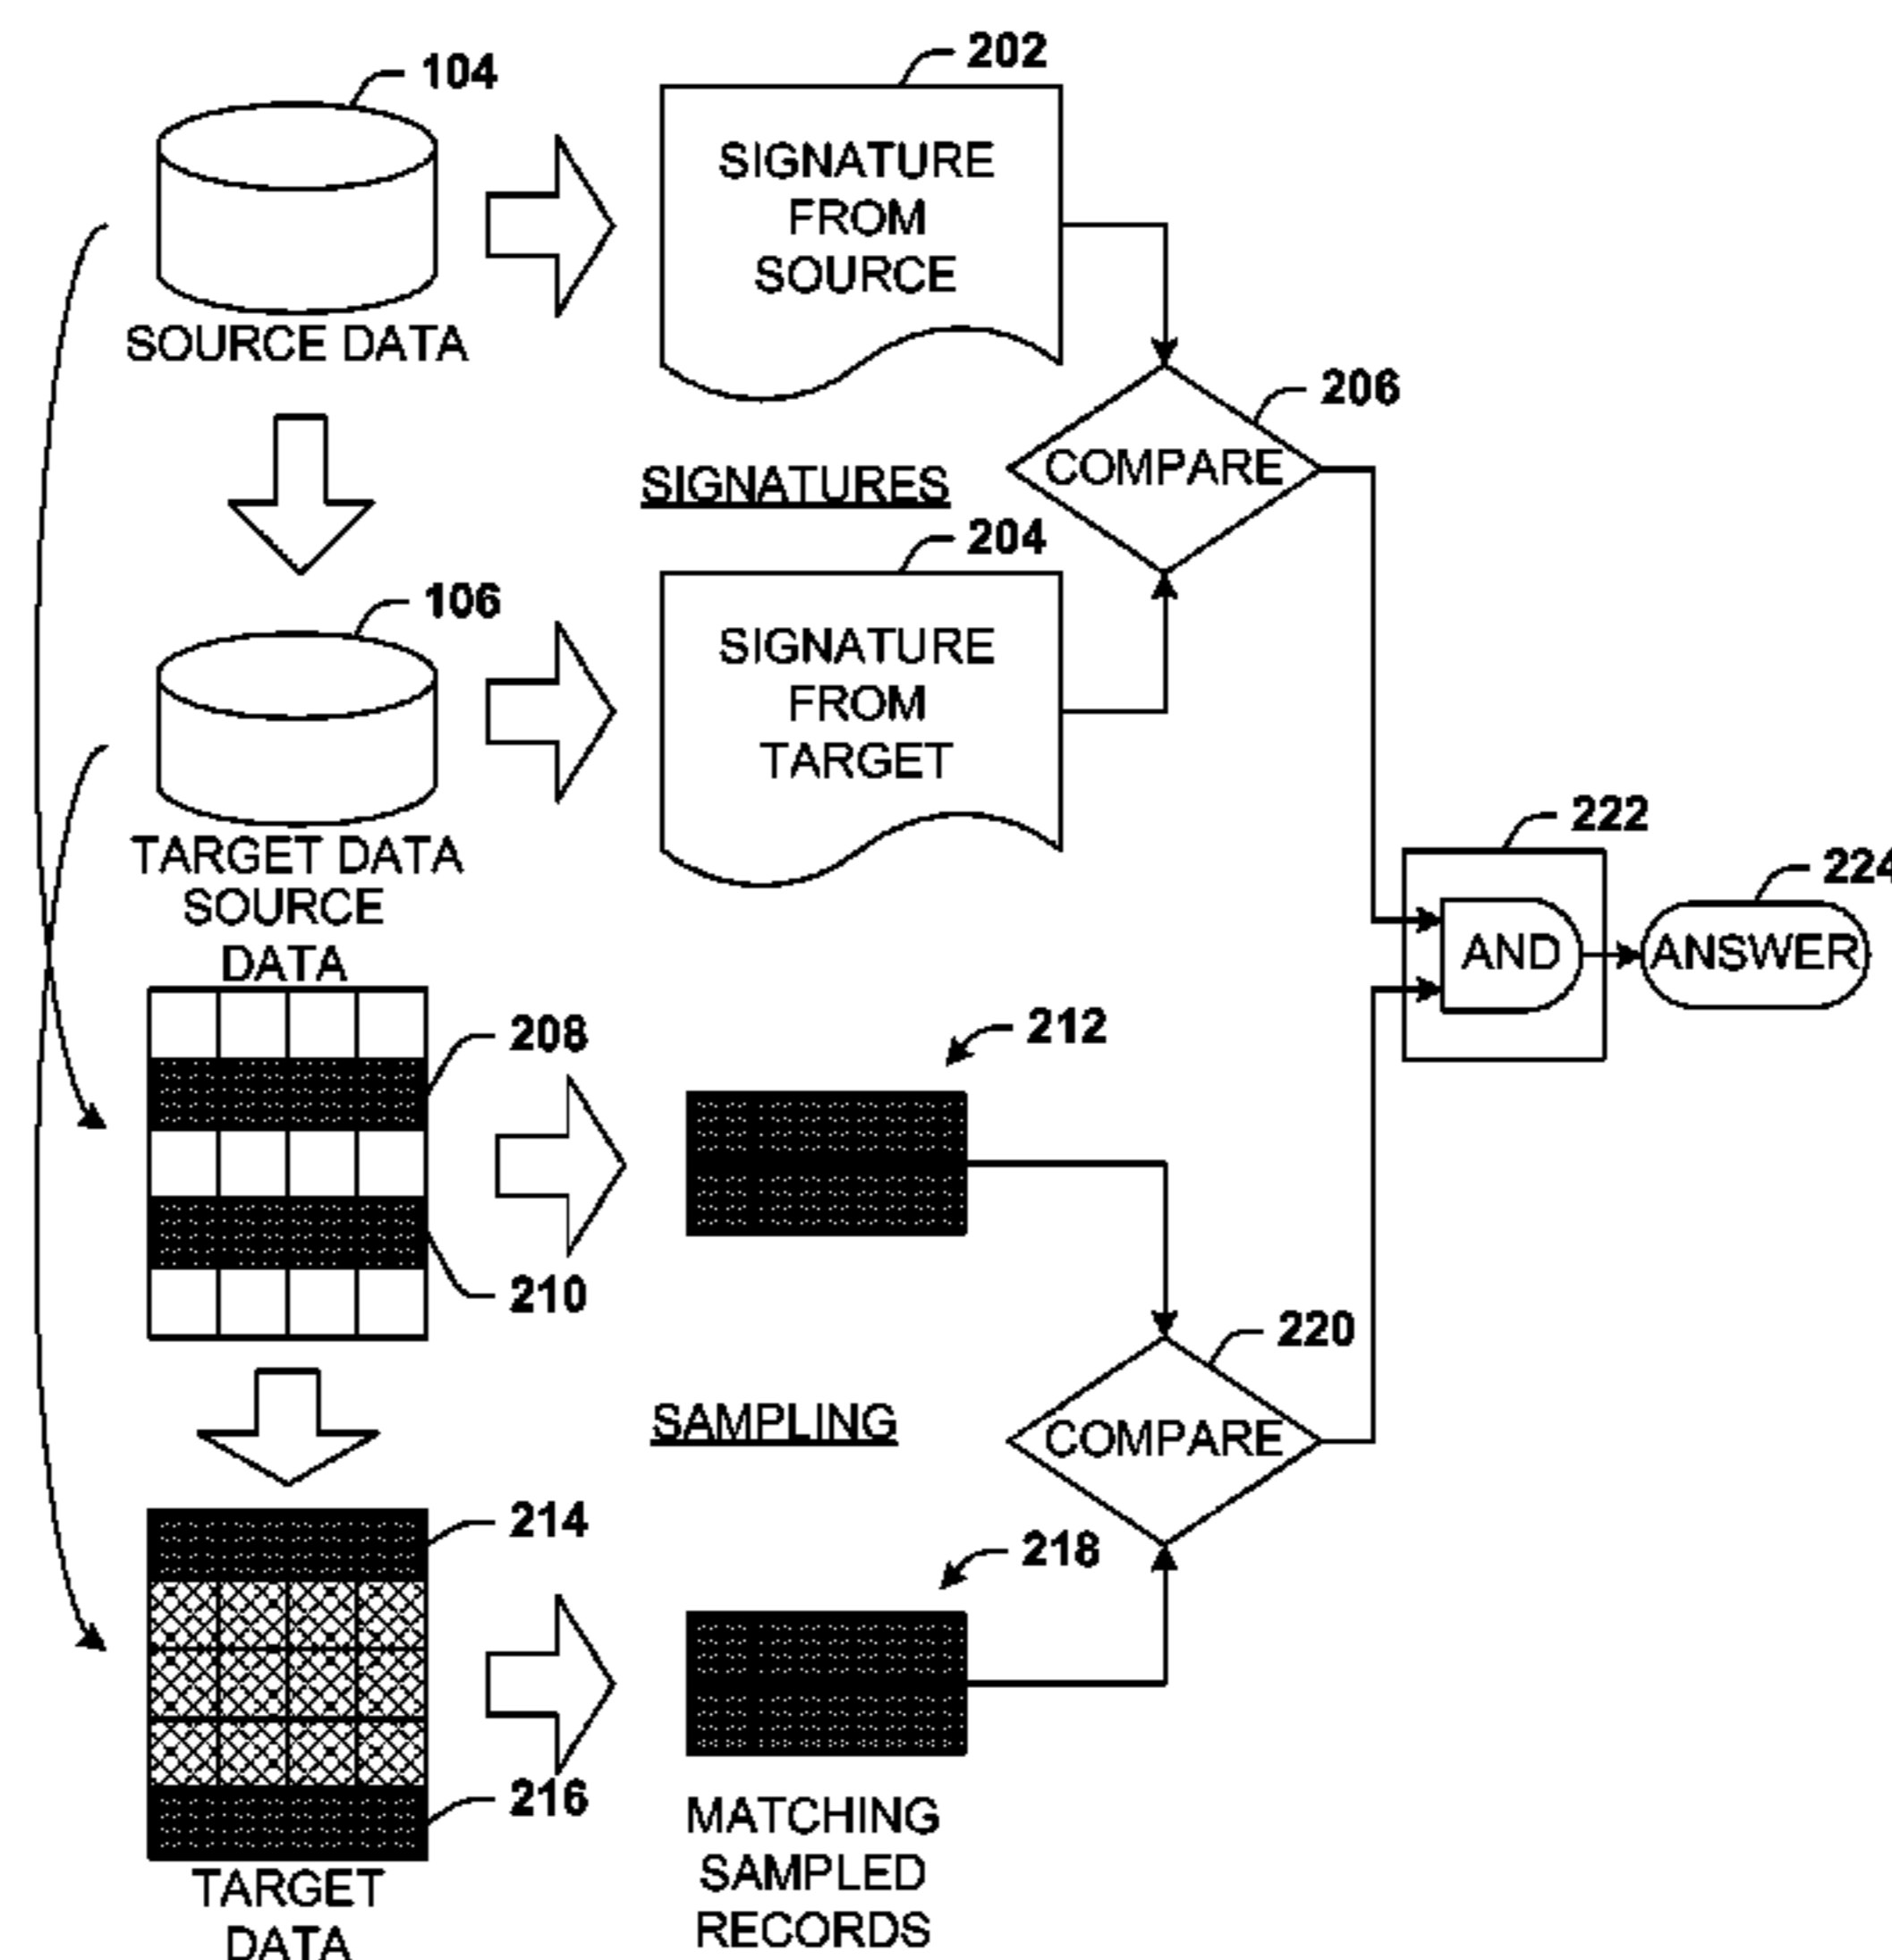 104
202
SIGNATURE
FROM
SOURCE
SOURCE DATA
206
COMPARE
SIGNATURES
204
106
SIGNATURE
FROM
TARGET
TARGET DATA
222
224
SOURCE
DATA
AND
ANSWER
208
212
210
220
SAMPLING
COMPARE
214
218
216
MATCHING
SAMPLED
RECORDS
TARGET
DATA